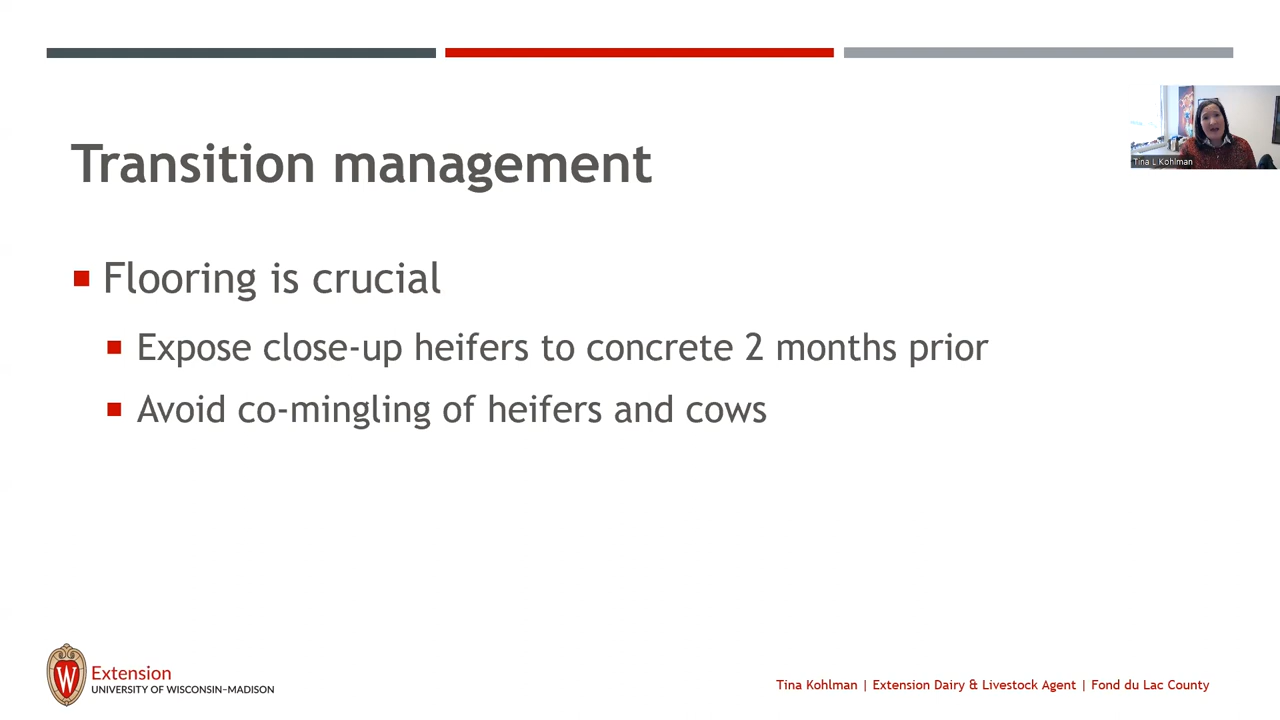 Tina L Kohlman
Transition management
Flooring is crucial
Expose close-up heifers to concrete 2 months prior
Avoid co-mingling of heifers and cows
W
Extension
UNIVERSITY OF WISCONSIN-MADISON
Tina Kohlman | Extension Dairy & Livestock Agent | Fond du Lac County